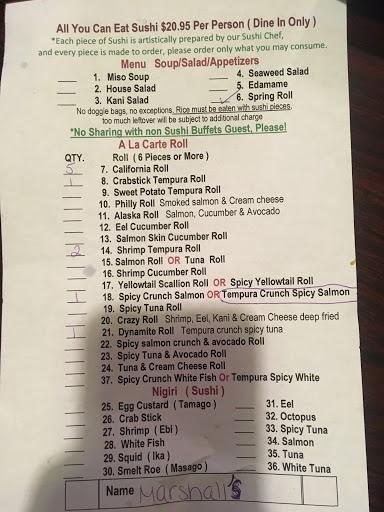 All You Can Eat Sushi $20.95 Per Person ( Dine In Only )
*Each piece of Sushi is artistically prepared by our Sushi Chef,
and every piece is made to order, please order only what you may consume.
Menu Soup/Salad/Appetizers
1. Miso Soup 4. Seaweed Salad
2. House Salad 5. Edamame
3. Kani Salad 6. Spring Roll
No doggie bags, no exceptions, Rice must be eaten with sushi pieces,
too much leftover will be subject to additional charge
*No Sharing with non Sushi Buffets Guest, Please!
A La Carte Roll
QTY. Roll ( 6 Pieces or More )
5 7. California Roll
1 8. Crabstick Tempura Roll
9. Sweet Potato Tempura Roll
10. Philly Roll Smoked salmon & Cream cheese
11. Alaska Roll Salmon, Cucumber & Avocado
12. Eel Cucumber Roll
13. Salmon Skin Cucumber Roll
2 14. Shrimp Tempura Roll
15. Salmon Roll OR Tuna Roll
16. Shrimp Cucumber Roll
17. Yellowtail Scallion Roll OR Spicy Yellowtail Roll
1 18. Spicy Crunch Salmon OR Tempura Crunch Spicy Salmon
19. Spicy Tuna Roll
20. Crazy Roll Shrimp, Eel, Kani & Cream Cheese deep fried
1 21. Dynamite Roll Tempura crunch spicy tuna
22. Spicy salmon crunch & avocado Roll
23. Spicy Tuna & Avocado Roll
24. Tuna & Cream Cheese Roll
37. Spicy Crunch White Fish Or Tempura Spicy White
Nigiri ( Sushi )
25. Egg Custard ( Tamago ) 31. Eel
26. Crab Stick 32. Octopus
27. Shrimp ( Ebi ) 33. Spicy Tuna
28. White Fish 34. Salmon
29. Squid ( Ika ) 35. Tuna
30. Smelt Roe ( Masago ) 36. White Tuna
Name Marshall's